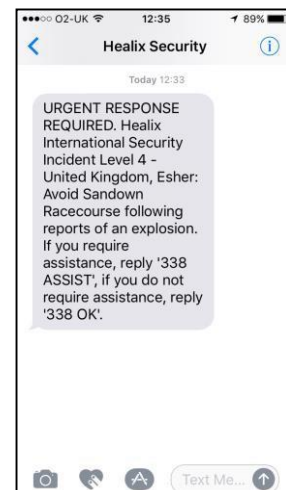 O2-UK 12:35 89%
Healix Security
Today 12:33
URGENT RESPONSE
REQUIRED. Healix
International Security
Incident Level 4 -
United Kingdom, Esher:
Avoid Sandown
Racecourse following
reports of an explosion.
If you require
assistance, reply '338
ASSIST', if you do not
require assistance, reply
'338 OK'.
Text Me...